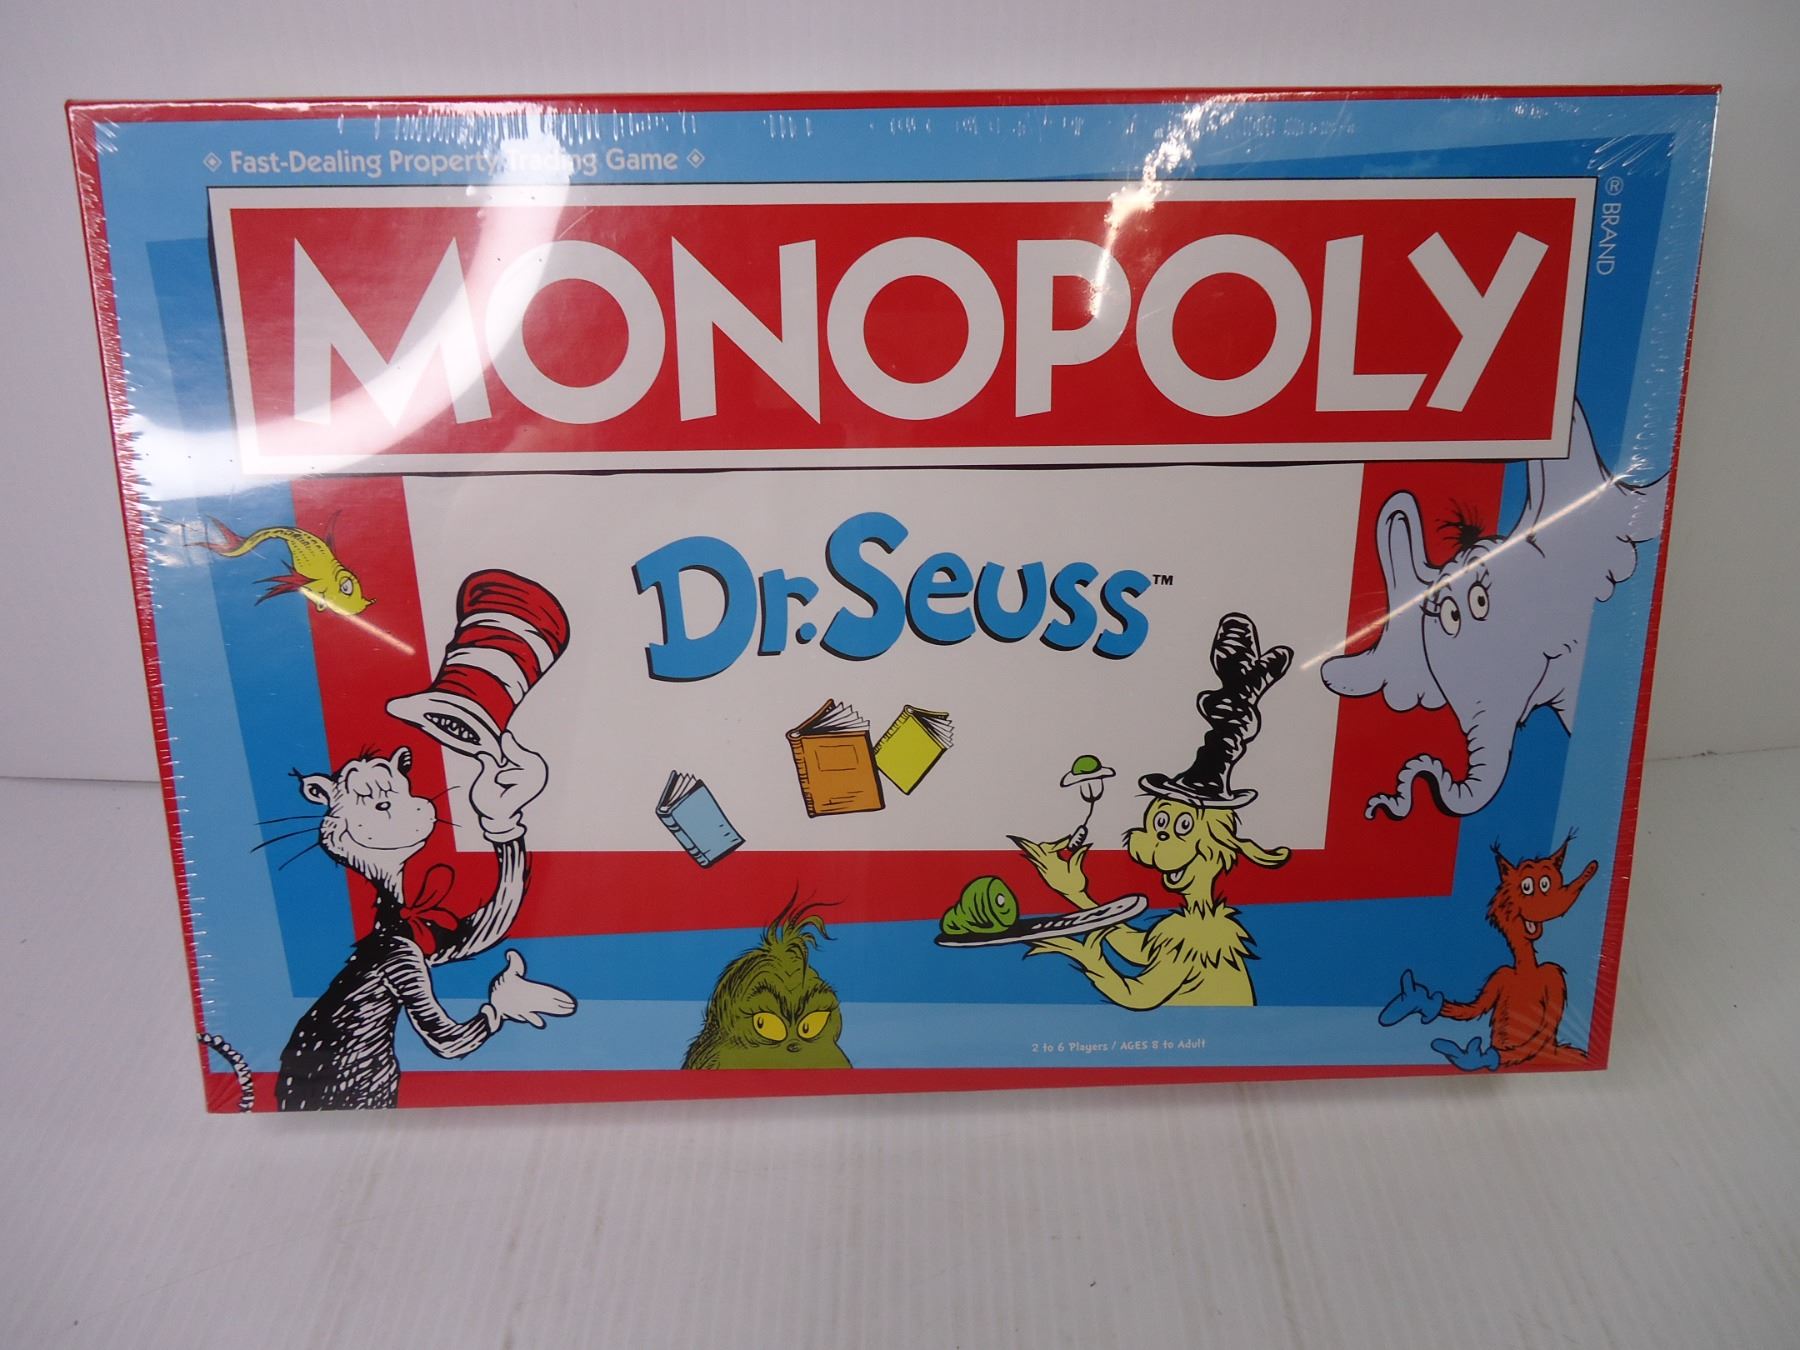 ◈ Fast-Dealing Property Trading Game ◈
MONOPOLY
® BRAND
Dr. Seuss™
2 to 6 Players / AGES 8 to Adult